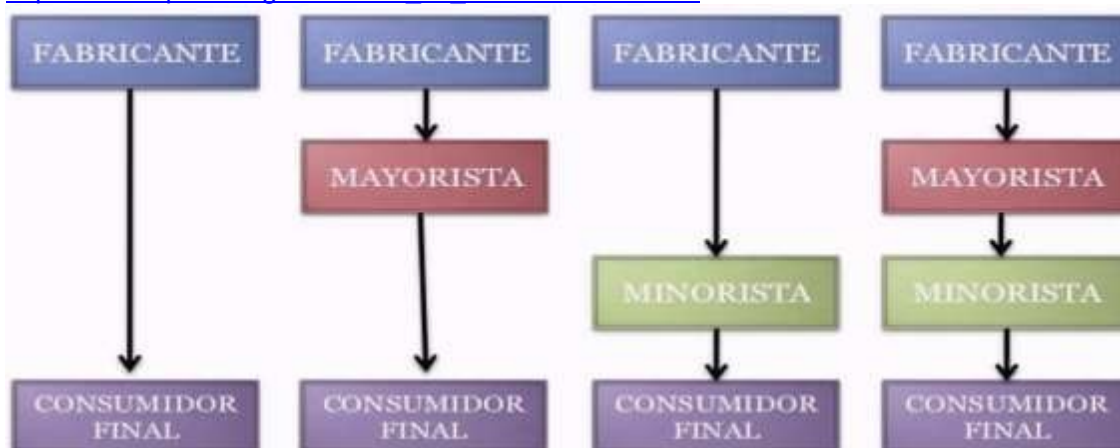 FABRICANTE FABRICANTE FABRICANTE FABRICANTE
MAYORISTA MAYORISTA
MINORISTA MINORISTA
CONSUMIDOR FINAL CONSUMIDOR FINAL CONSUMIDOR FINAL CONSUMIDOR FINAL